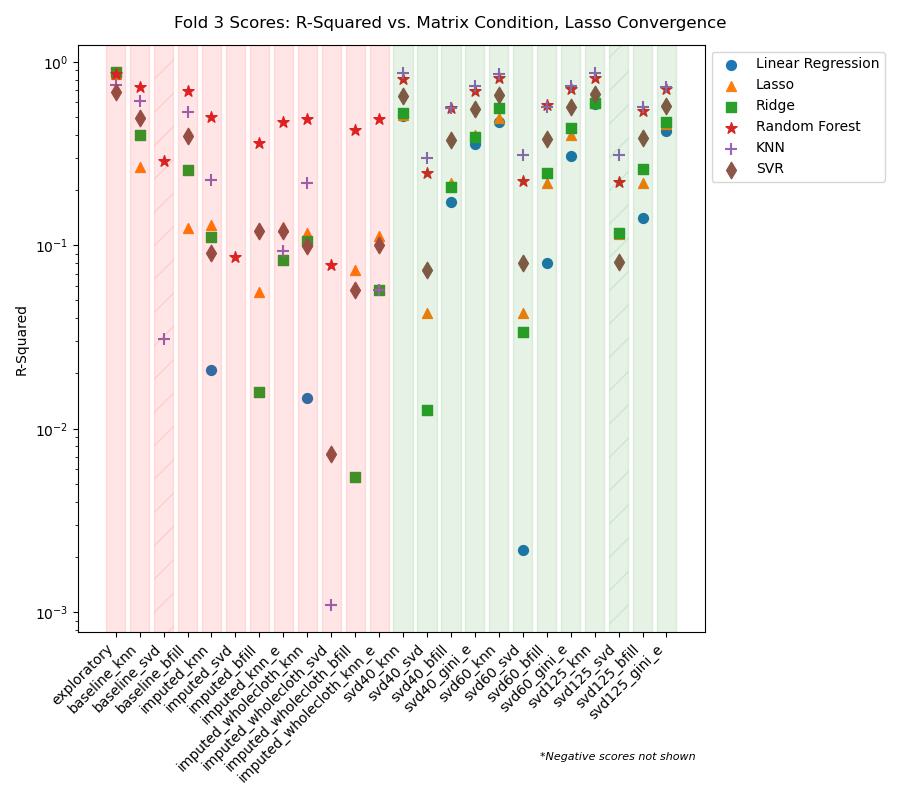 Fold 3 Scores: R-Squared vs. Matrix Condition, Lasso Convergence
Linear Regression
Lasso
Ridge
Random Forest
KNN
SVR
R-Squared
10⁰
10⁻¹
10⁻²
10⁻³
exploratory
baseline_knn
baseline_svd
baseline_bfill
imputed_knn
imputed_svd
imputed_bfill
imputed_knn_e
imputed_wholecloth_knn
imputed_wholecloth_svd
imputed_wholecloth_bfill
imputed_wholecloth_knn_e
svd40_knn
svd40_svd
svd40_bfill
svd40_gini_e
svd60_knn
svd60_svd
svd60_bfill
svd60_gini_e
svd125_knn
svd125_svd
svd125_bfill
svd125_gini_e
*Negative scores not shown